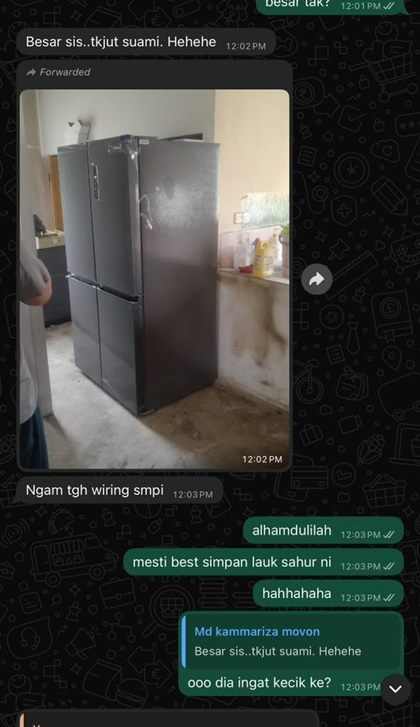 besar tak? 12:01 PM
Besar sis..tkjut suami. Hehehe 12:02 PM
Forwarded
12:02 PM
Ngam tgh wiring smpi 12:03 PM
alhamdulilah 12:03 PM
mesti best simpan lauk sahur ni 12:03 PM
hahhahaha 12:03 PM
Md kammariza movon
Besar sis..tkjut suami. Hehehe
ooo dia ingat kecik ke? 12:03 PM